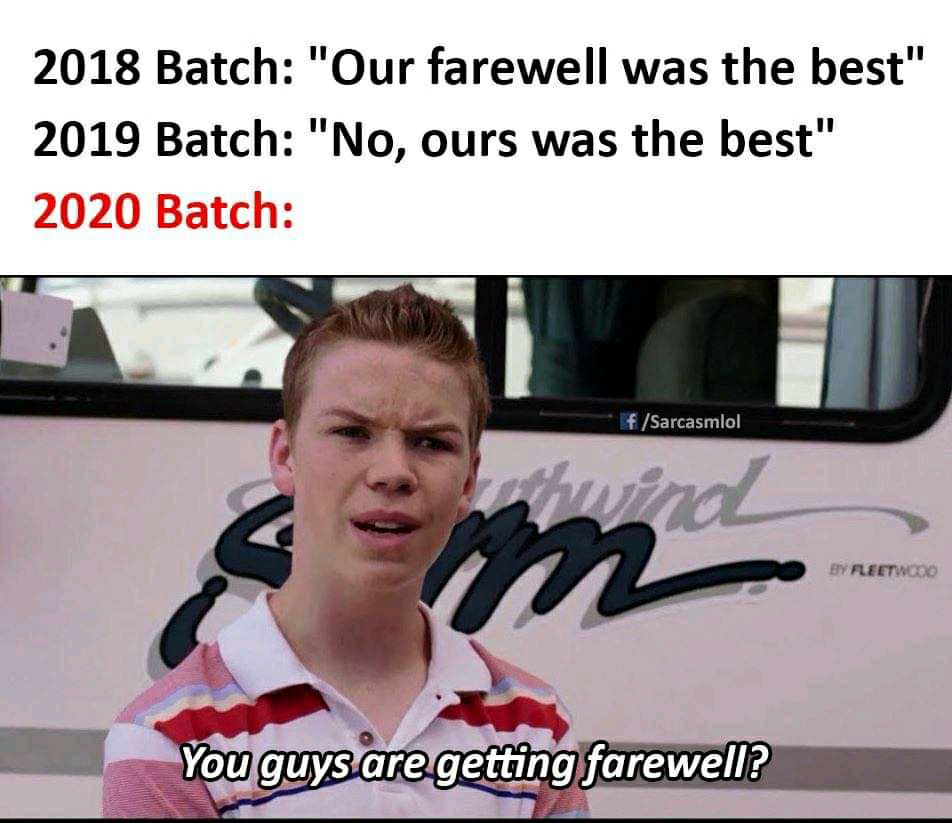 2018 Batch: "Our farewell was the best"
2019 Batch: "No, ours was the best"
2020 Batch:
f /Sarcasmlol
BY FLEETWOOD
You guys are getting farewell?